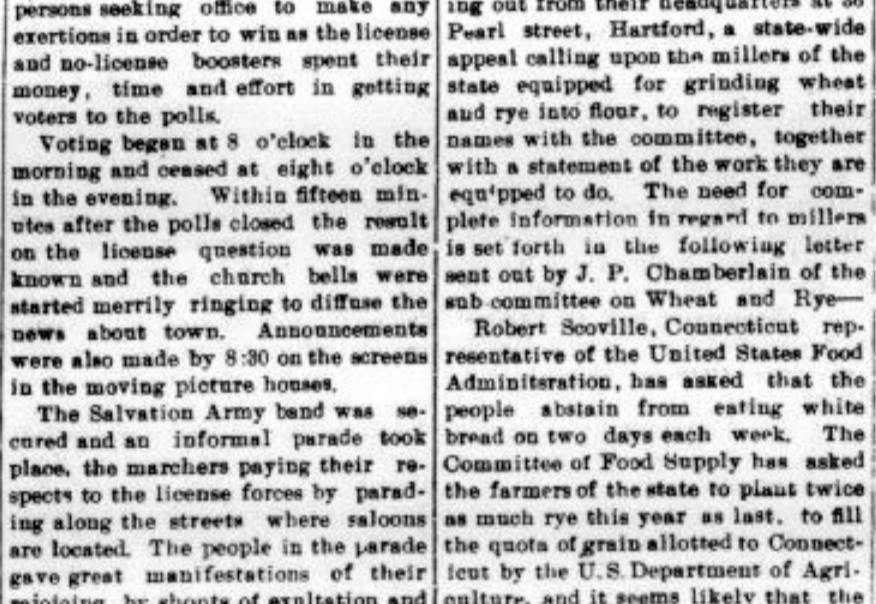 persons seeking office to make any
exertions in order to win as the license
and no-license boosters spent their
money, time and effort in getting
voters to the polls.
Voting began at 8 o'clock in the
morning and ceased at eight o'clock
in the evening. Within fifteen min-
utes after the polls closed the result
on the license question was made
known and the church bells were
started merrily ringing to diffuse the
news about town. Announcements
were also made by 8:30 on the screens
in the moving picture houses.
The Salvation Army band was se-
cured and an informal parade took
place, the marchers paying their re-
spects to the license forces by parad-
ing along the streets where saloons
are located. The people in the parade
gave great manifestations of their
rejoicing, by shouts of exultation and
ing out from their headquarters at
Pearl street, Hartford, a state-wide
appeal calling upon the millers of the
state equipped for grinding wheat
and rye into flour, to register their
names with the committee, together
with a statement of the work they are
equipped to do. The need for com-
plete information in regard to millers
is set forth in the following letter
sent out by J. P. Chamberlain of the
sub committee on Wheat and Rye—
Robert Scoville, Connecticut rep-
resentative of the United States Food
Adminitsration, has asked that the
people abstain from eating white
bread on two days each week. The
Committee of Food Supply has asked
the farmers of the state to plant twice
as much rye this year as last, to fill
the quota of grain allotted to Connect-
icut by the U.S. Department of Agri-
culture, and it seems likely that the